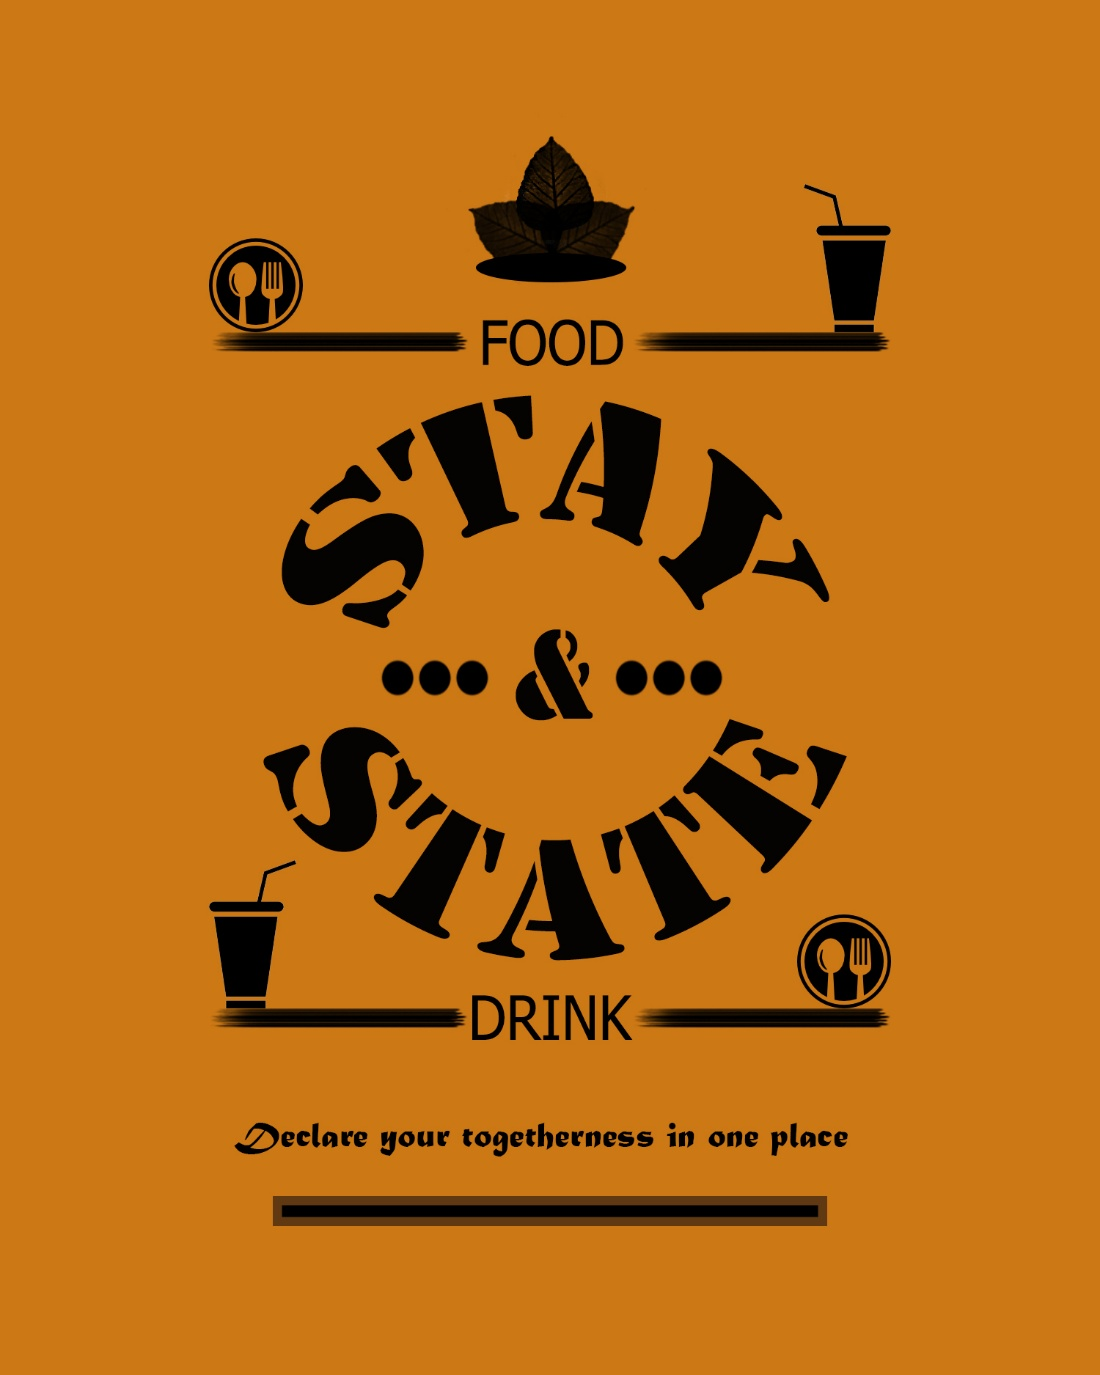 FOOD
STAY
&
STATE
DRINK
Declare your togetherness in one place